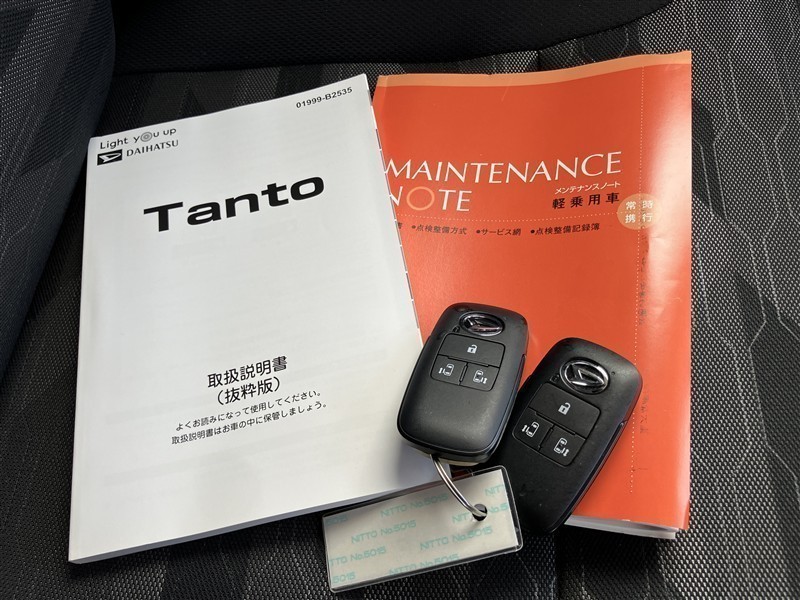 01999-B2535
Light you up
DAIHATSU
Tanto
取扱説明書
(抜粋版)
よくお読みになって使用してください。
取扱説明書はお車の中に保管しましょう。
MAINTENANCE
NOTE
メンテナンスノート
軽乗用車
常時
携行
書 ●点検整備方式 ●サービス網 ●点検整備記録簿
NITTO No.5015
NITTO No.5015
NITTO No.5015